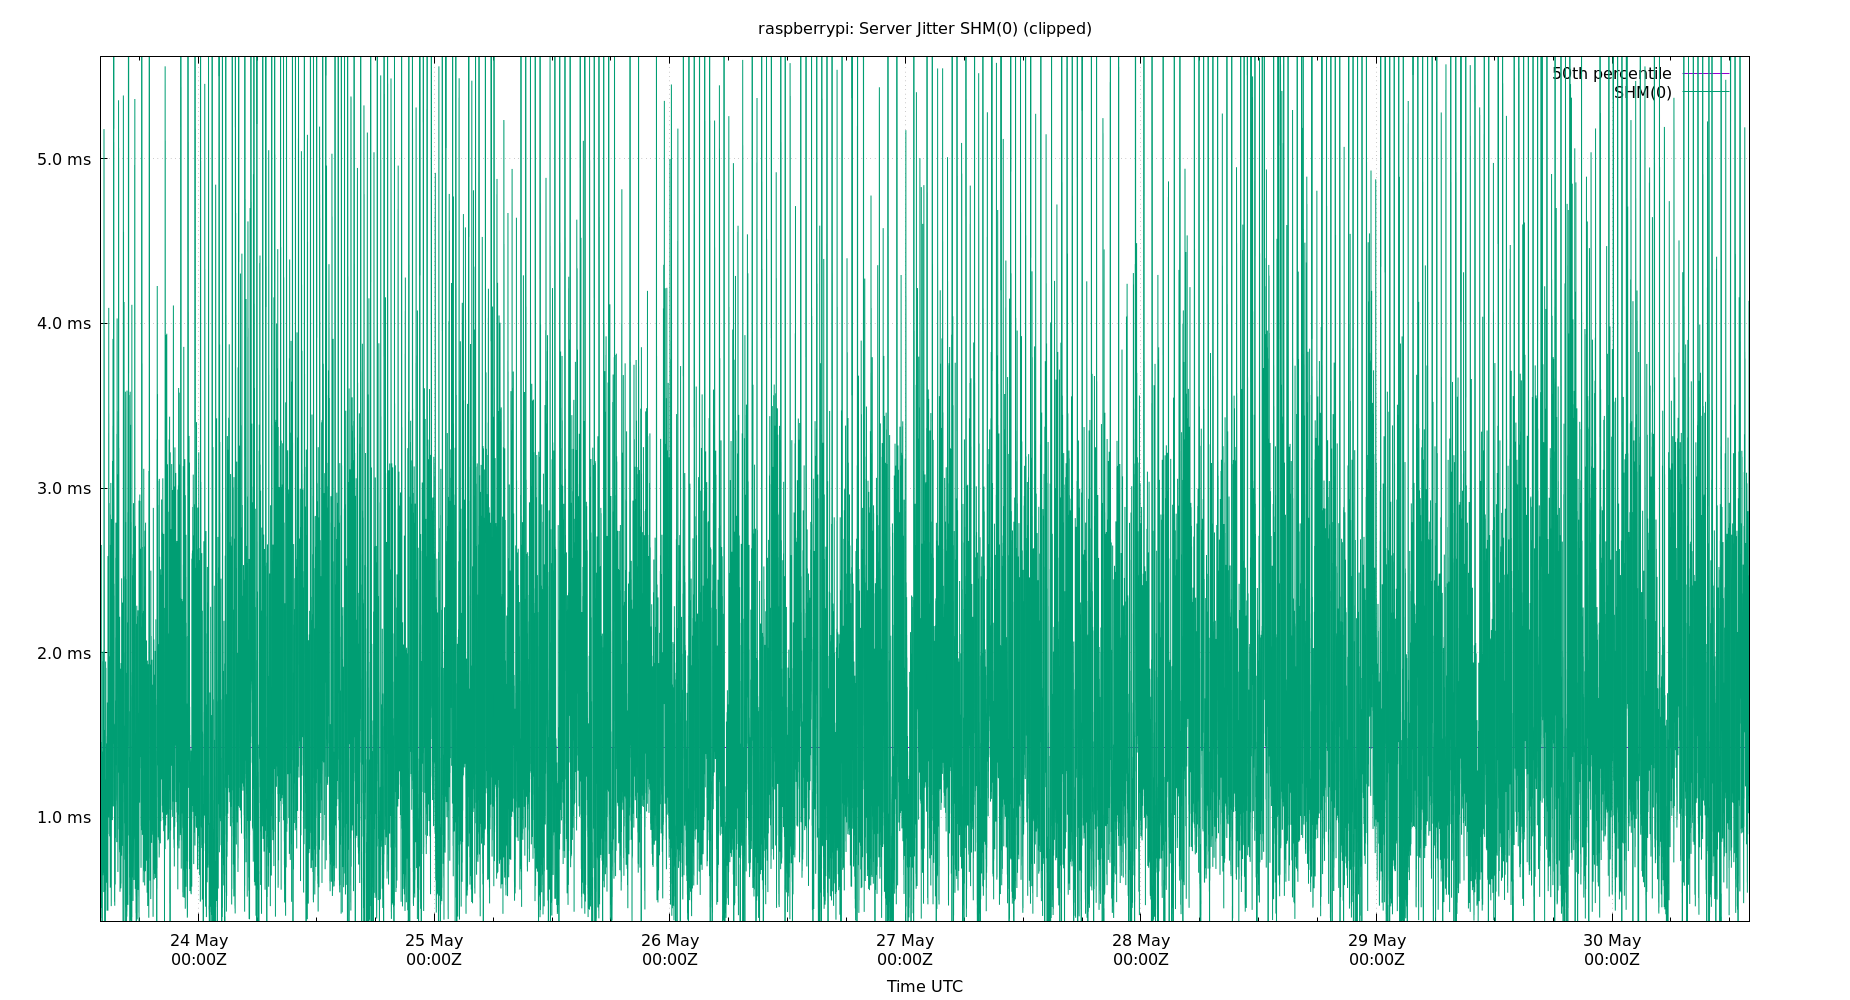 raspberrypi: Server Jitter SHM(0) (clipped)
50th percentile
SHM(0)
5.0 ms
4.0 ms
3.0 ms
2.0 ms
1.0 ms
24 May 25 May 26 May 27 May 28 May 29 May 30 May
00:00Z 00:00Z 00:00Z 00:00Z 00:00Z 00:00Z 00:00Z
Time UTC